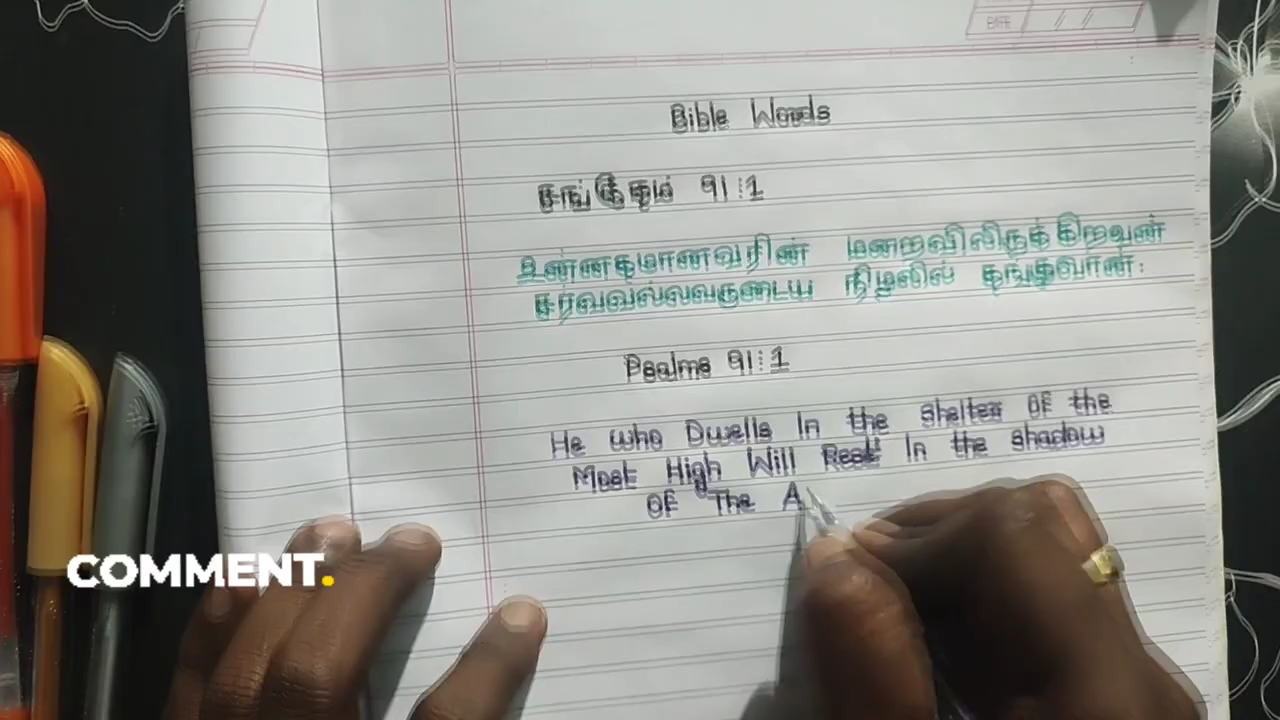 DATE
Bible Words
சங்கீதம் 91:1
உன்னதமானவரின் மறைவிலிருக்கிறவன்
சர்வவல்லவருடைய நிழலில் தங்குவான்.
Psalms 91:1
He who Dwells In the shelter OF the
Most High Will Rest In the shadow
OF The A
COMMENT.